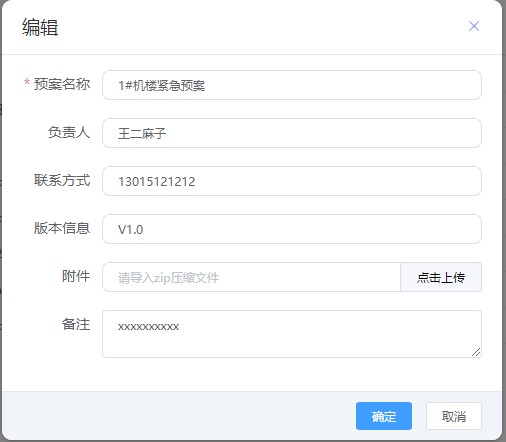 编辑
* 预案名称 1#机楼紧急预案
负责人 王二麻子
联系方式 13015121212
版本信息 V1.0
附件 请导入zip压缩文件 点击上传
备注 xxxxxxxxxx
确定 取消